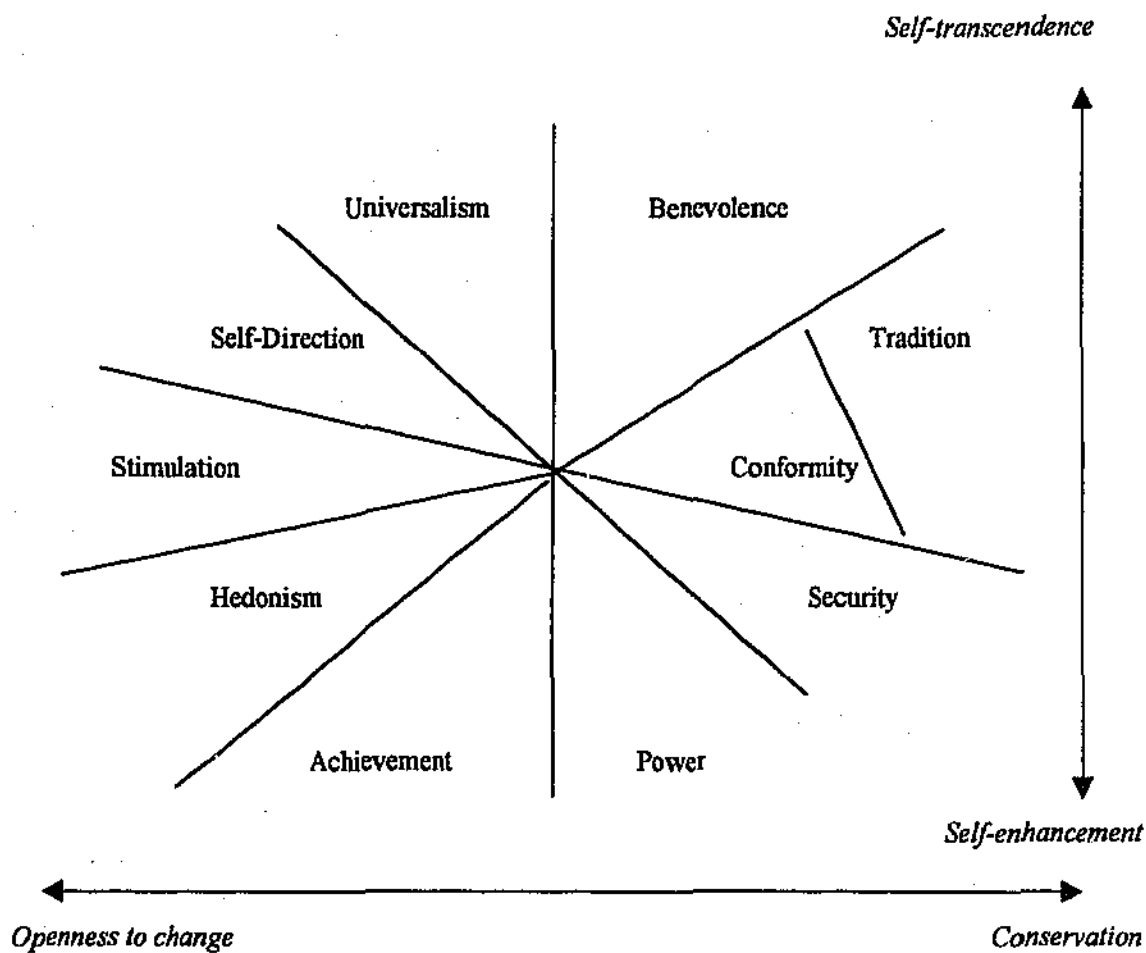 Self-transcendence
Universalism
Benevolence
Self-Direction
Tradition
Stimulation
Conformity
Hedonism
Security
Achievement
Power
Self-enhancement
Openness to change
Conservation